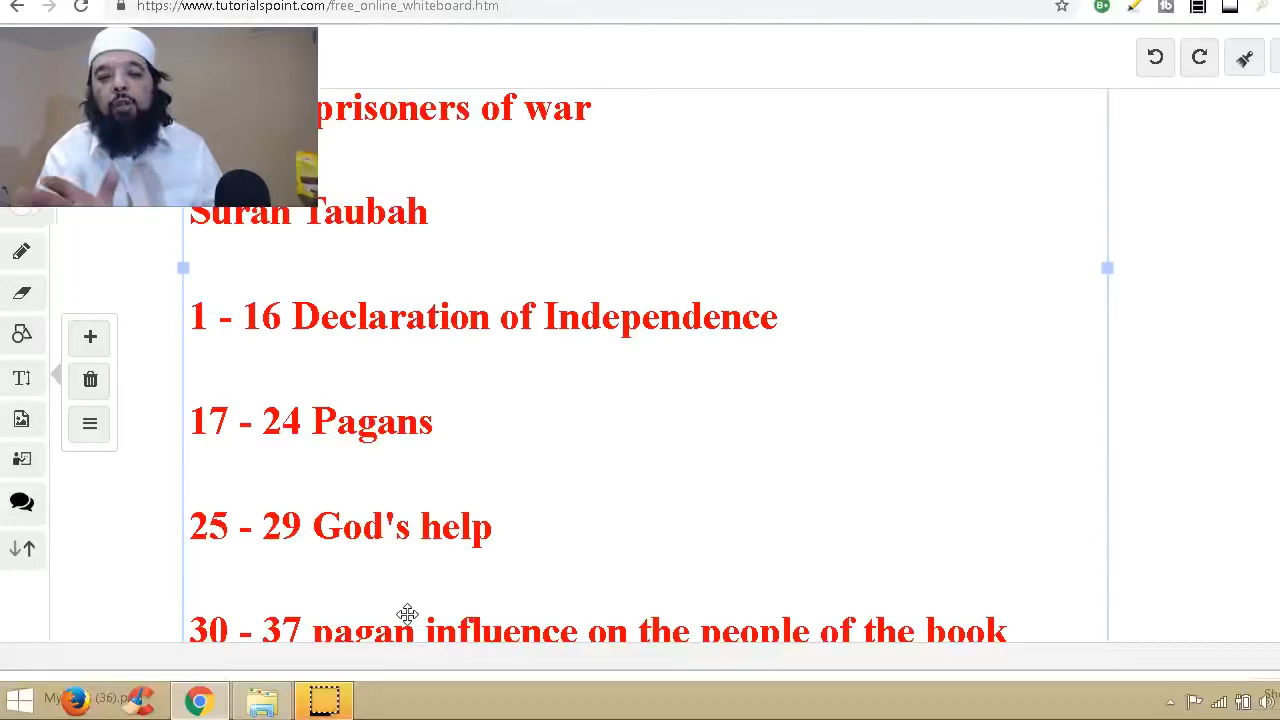 https://www.tutorialspoint.com/free_online_whiteboard.htm
prisoners of war
Surah Taubah
1 - 16 Declaration of Independence
17 - 24 Pagans
25 - 29 God's help
30 - 37 pagan influence on the people of the book
(36).p